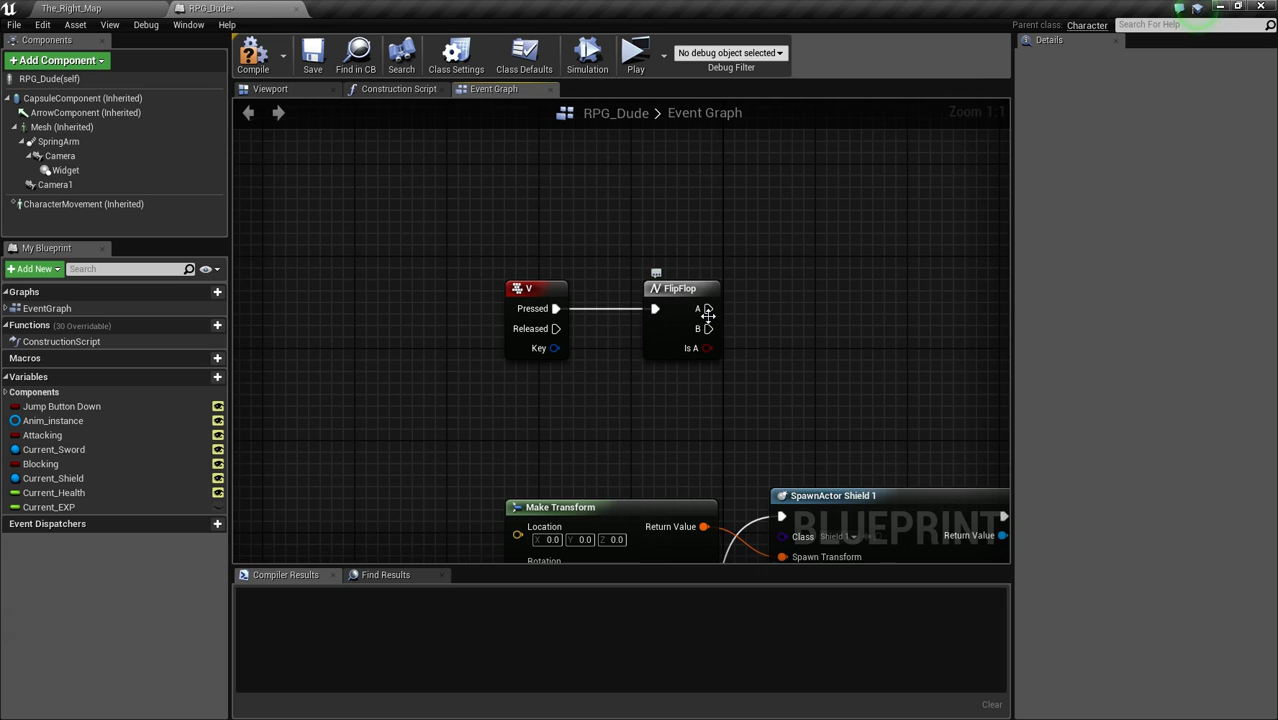 The_Right_Map
RPG_Dude*
File Edit Asset View Debug Window Help
Parent class: Character
Search For Help
Components
+Add Component
RPG_Dude(self)
CapsuleComponent (Inherited)
ArrowComponent (Inherited)
Mesh (Inherited)
SpringArm
Camera
Widget
Camera1
CharacterMovement (Inherited)
My Blueprint
+Add New
Search
Graphs
EventGraph
Functions (30 Overridable)
ConstructionScript
Macros
Variables
Components
Jump Button Down
Anim_instance
Attacking
Current_Sword
Blocking
Current_Shield
Current_Health
Current_EXP
Event Dispatchers
Compile
Save
Find in CB
Search
Class Settings
Class Defaults
Simulation
Play
No debug object selected
Debug Filter
Viewport
Construction Script
Event Graph
RPG_Dude > Event Graph
Zoom 1:1
V
Pressed
Released
Key
FlipFlop
A
B
Is A
Make Transform
Location
X 0.0 Y 0.0 Z 0.0
Rotation
Return Value
SpawnActor Shield 1
BLUEPRINT
Class Shield 1
Return Value
Spawn Transform
Compiler Results
Find Results
Clear
Details